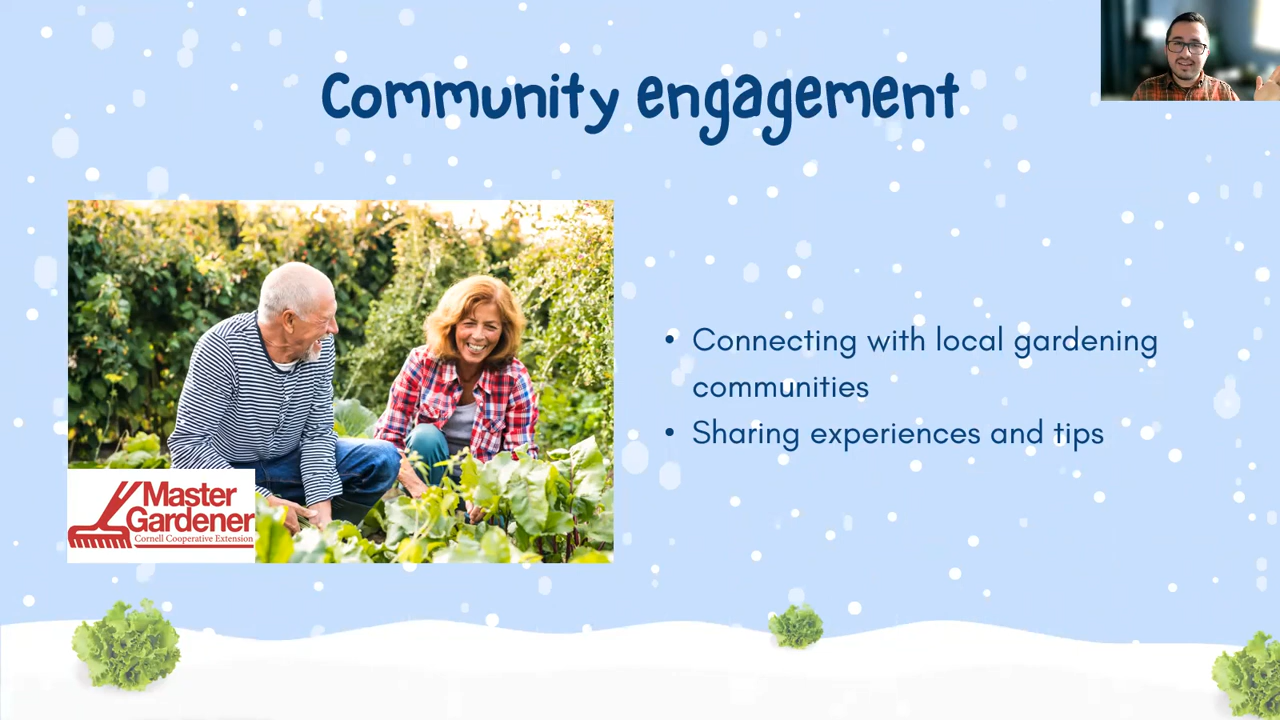 Community engagement
Master
Gardener
Cornell Cooperative Extension
• Connecting with local gardening
communities
• Sharing experiences and tips